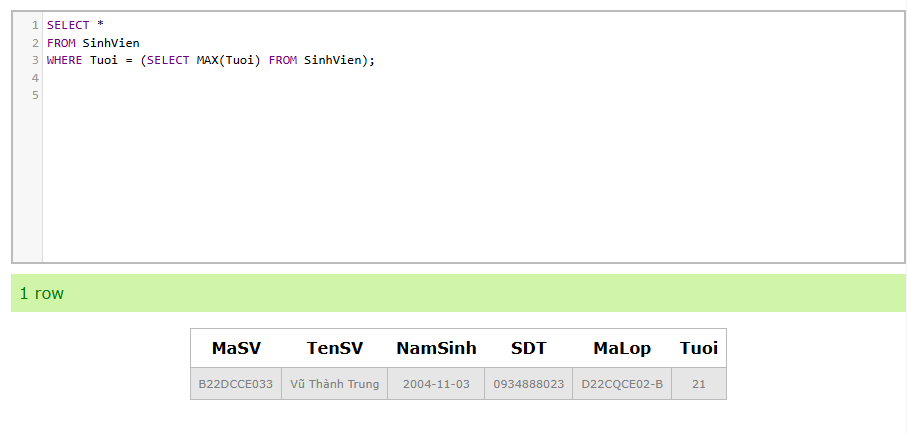 1 SELECT *
2 FROM SinhVien
3 WHERE Tuoi = (SELECT MAX(Tuoi) FROM SinhVien);
4
5
1 row
MaSV TenSV NamSinh SDT MaLop Tuoi
B22DCCE033 Vũ Thành Trung 2004-11-03 0934888023 D22CQCE02-B 21